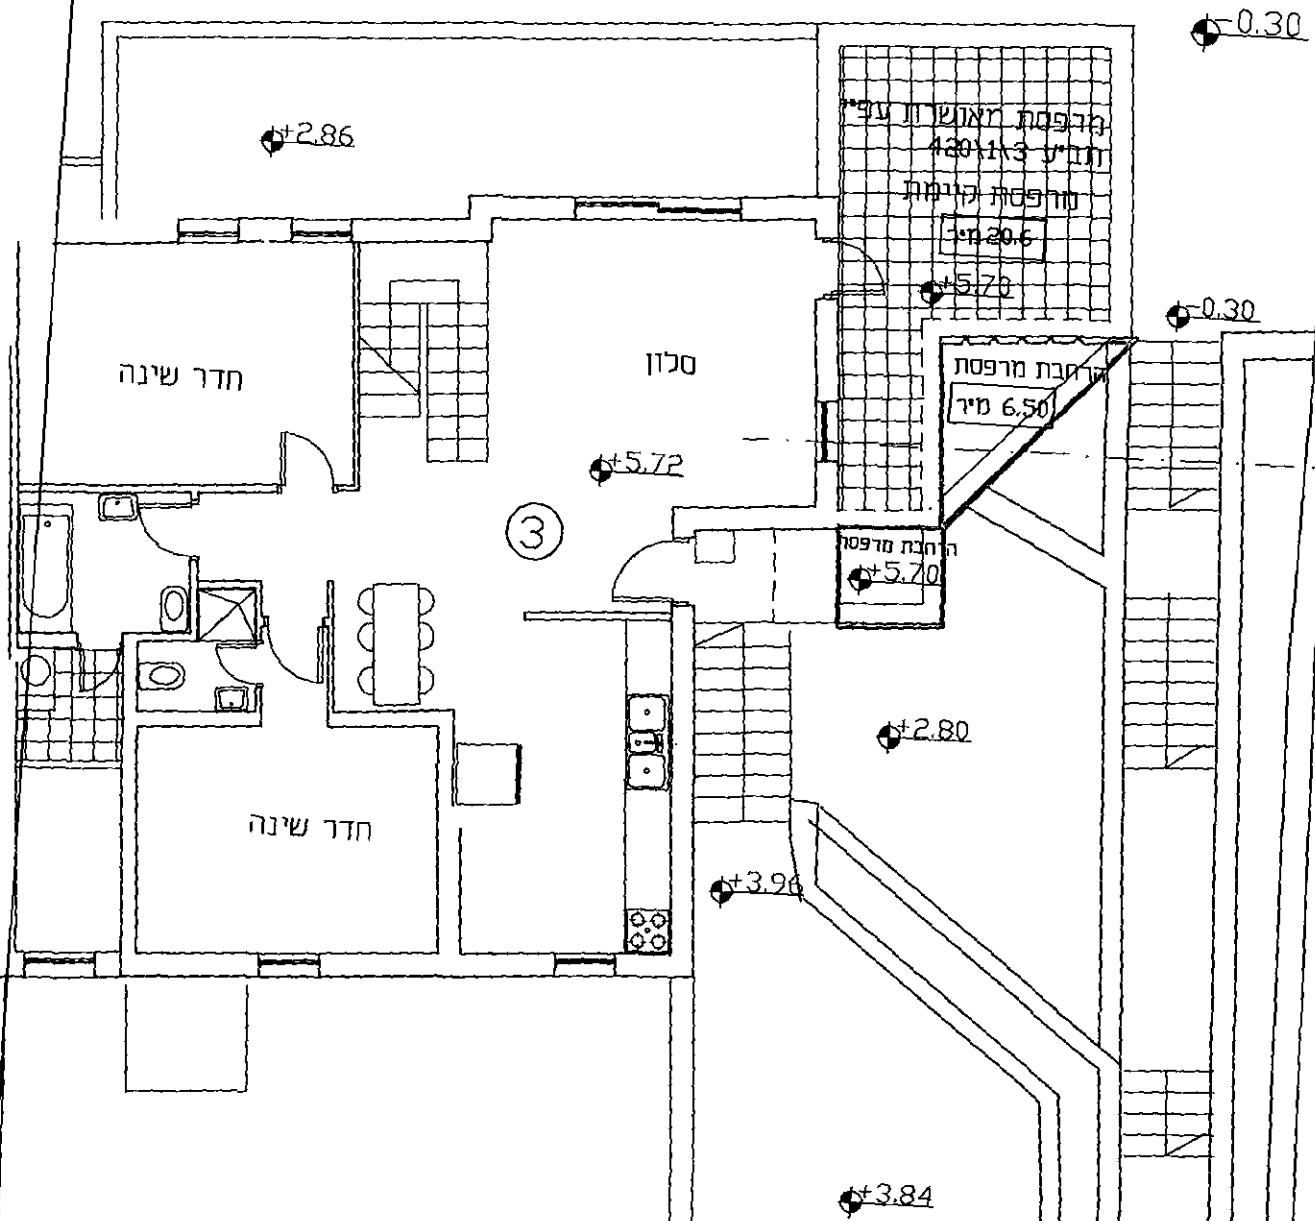 -0.30
+2.86
מרפסת מאושרת עפ"י
תב"ע 420\1\3
מרפסת קיימת
20.6 מ"ר
+5.70
-0.30
חדר שינה
סלון
הרחבת מרפסת
6.50 מ"ר
+5.72
3
הרחבת מרפסת
+5.70
+2.80
חדר שינה
+3.96
+3.84